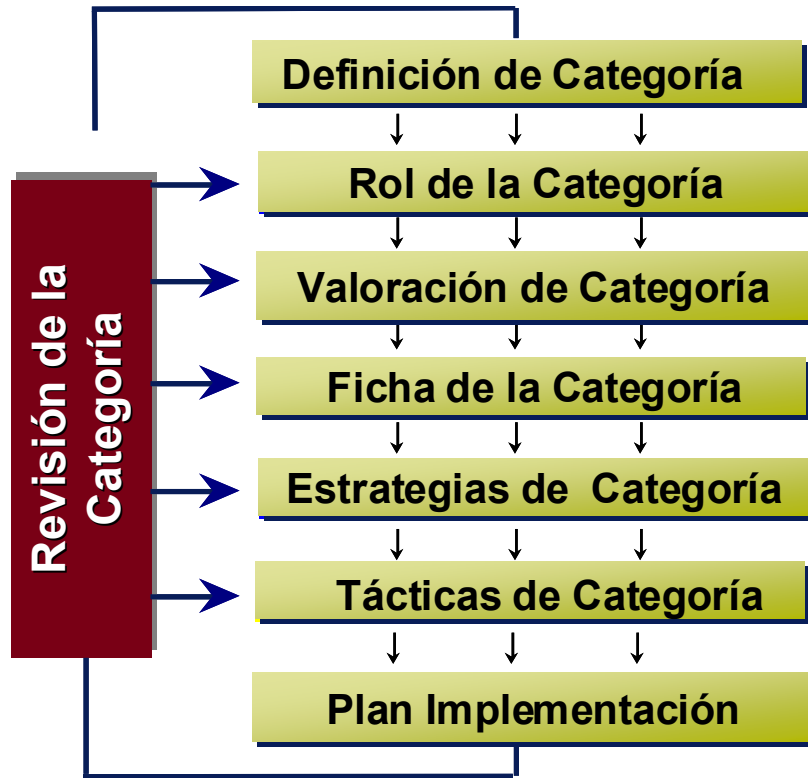 Definición de Categoría
Rol de la Categoría
Valoración de Categoría
Ficha de la Categoría
Estrategias de Categoría
Tácticas de Categoría
Plan Implementación
Revisión de la
Categoría